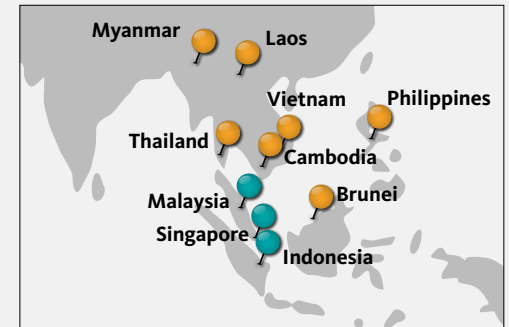 Myanmar
Laos
Vietnam
Philippines
Thailand
Cambodia
Malaysia
Brunei
Singapore
Indonesia